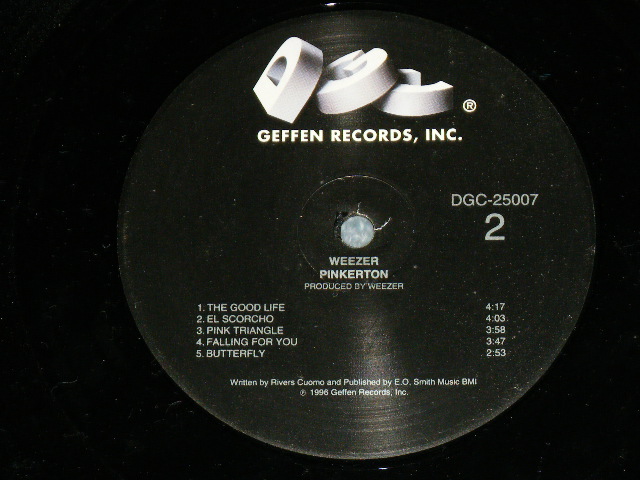 DGC®
GEFFEN RECORDS, INC.
DGC-25007
2
WEEZER
PINKERTON
PRODUCED BY WEEZER
1. THE GOOD LIFE 4:17
2. EL SCORCHO 4:03
3. PINK TRIANGLE 3:58
4. FALLING FOR YOU 3:47
5. BUTTERFLY 2:53
Written by Rivers Cuomo and Published by E.O. Smith Music BMI
℗ 1996 Geffen Records, Inc.